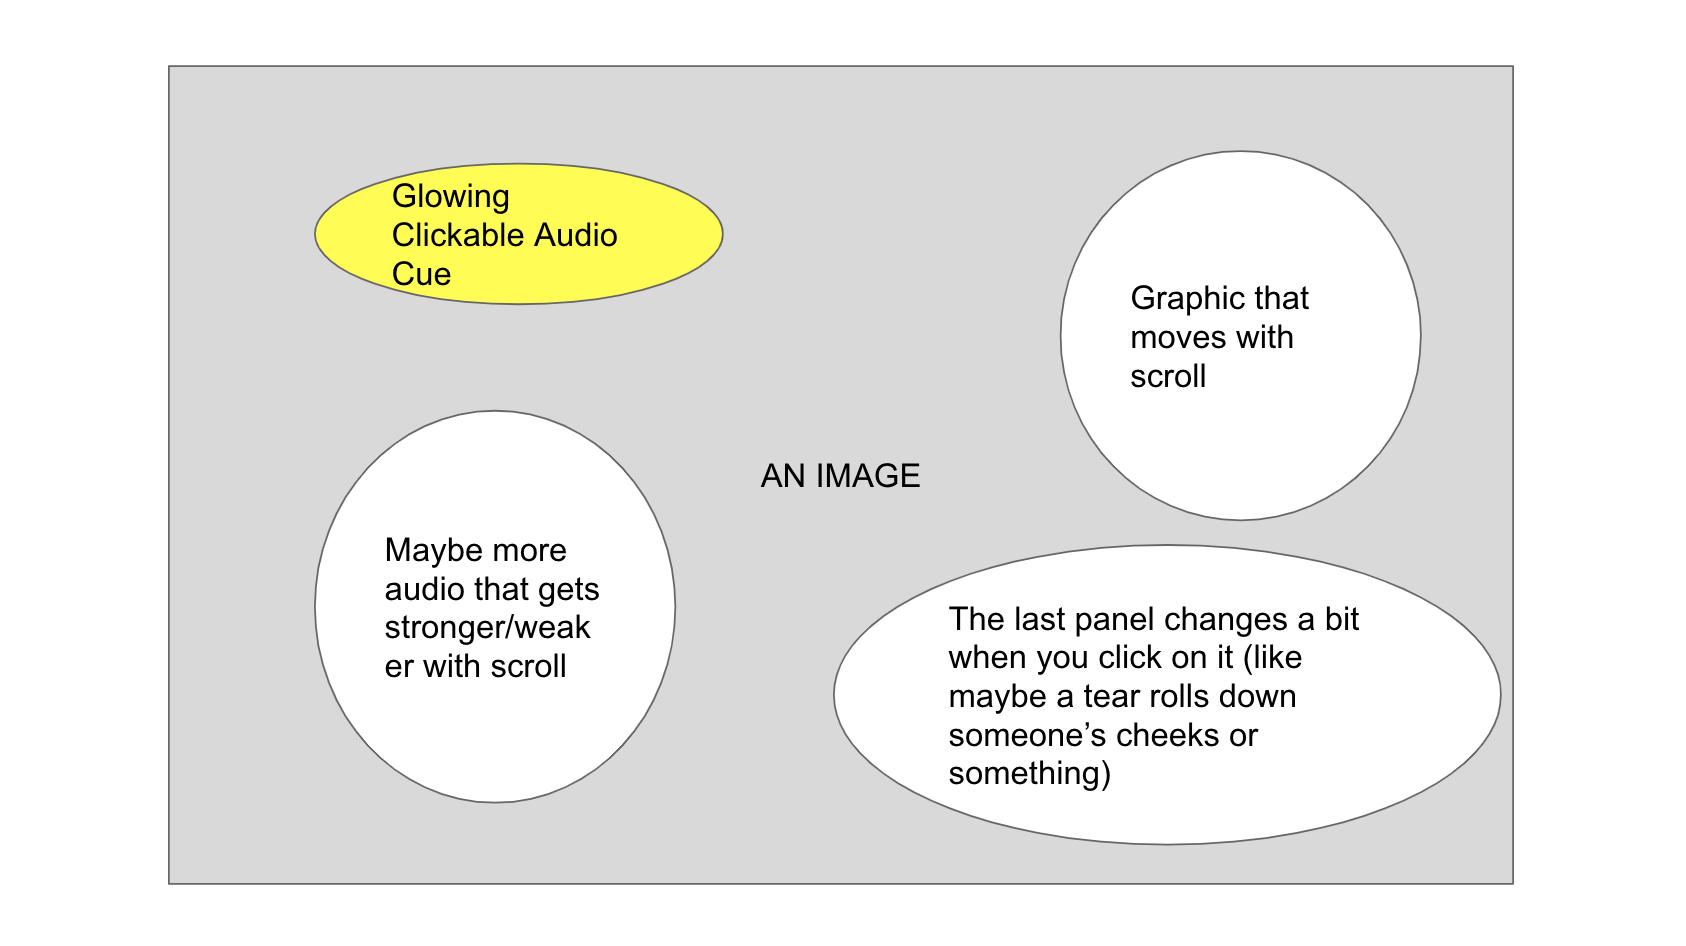 Glowing
Clickable Audio
Cue
Graphic that
moves with
scroll
AN IMAGE
Maybe more
audio that gets
stronger/weak
er with scroll
The last panel changes a bit
when you click on it (like
maybe a tear rolls down
someone’s cheeks or
something)